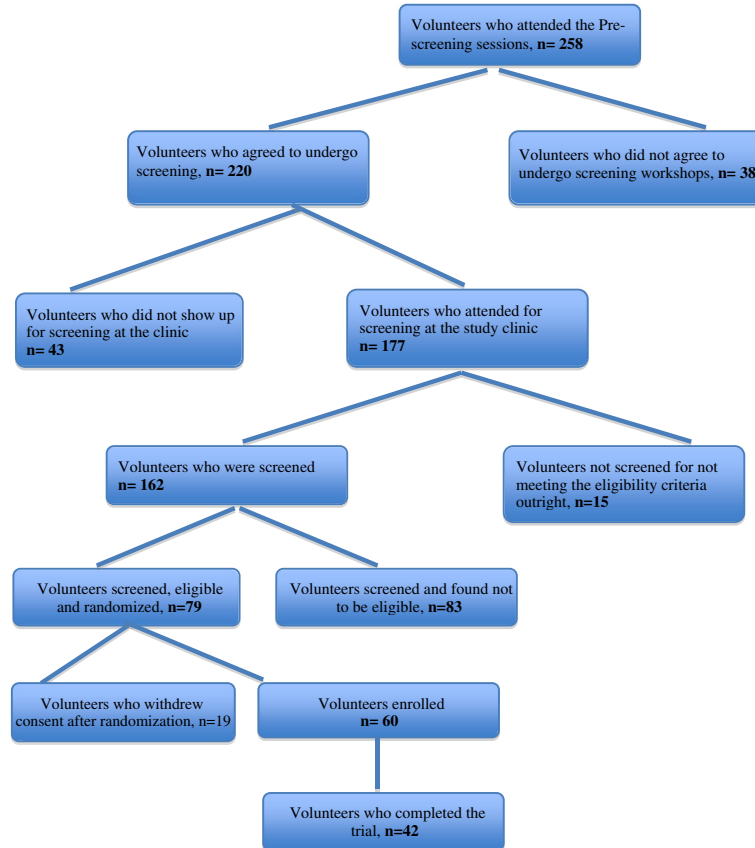 Volunteers who attended the Pre-
screening sessions, n= 258
Volunteers who agreed to undergo
screening, n= 220
Volunteers who did not agree to
undergo screening workshops, n= 38
Volunteers who did not show up
for screening at the clinic
n= 43
Volunteers who attended for
screening at the study clinic
n= 177
Volunteers who were screened
n= 162
Volunteers not screened for not
meeting the eligibility criteria
outright, n=15
Volunteers screened, eligible
and randomized, n=79
Volunteers screened and found not
to be eligible, n=83
Volunteers who withdrew
consent after randomization, n=19
Volunteers enrolled
n= 60
Volunteers who completed the
trial, n=42